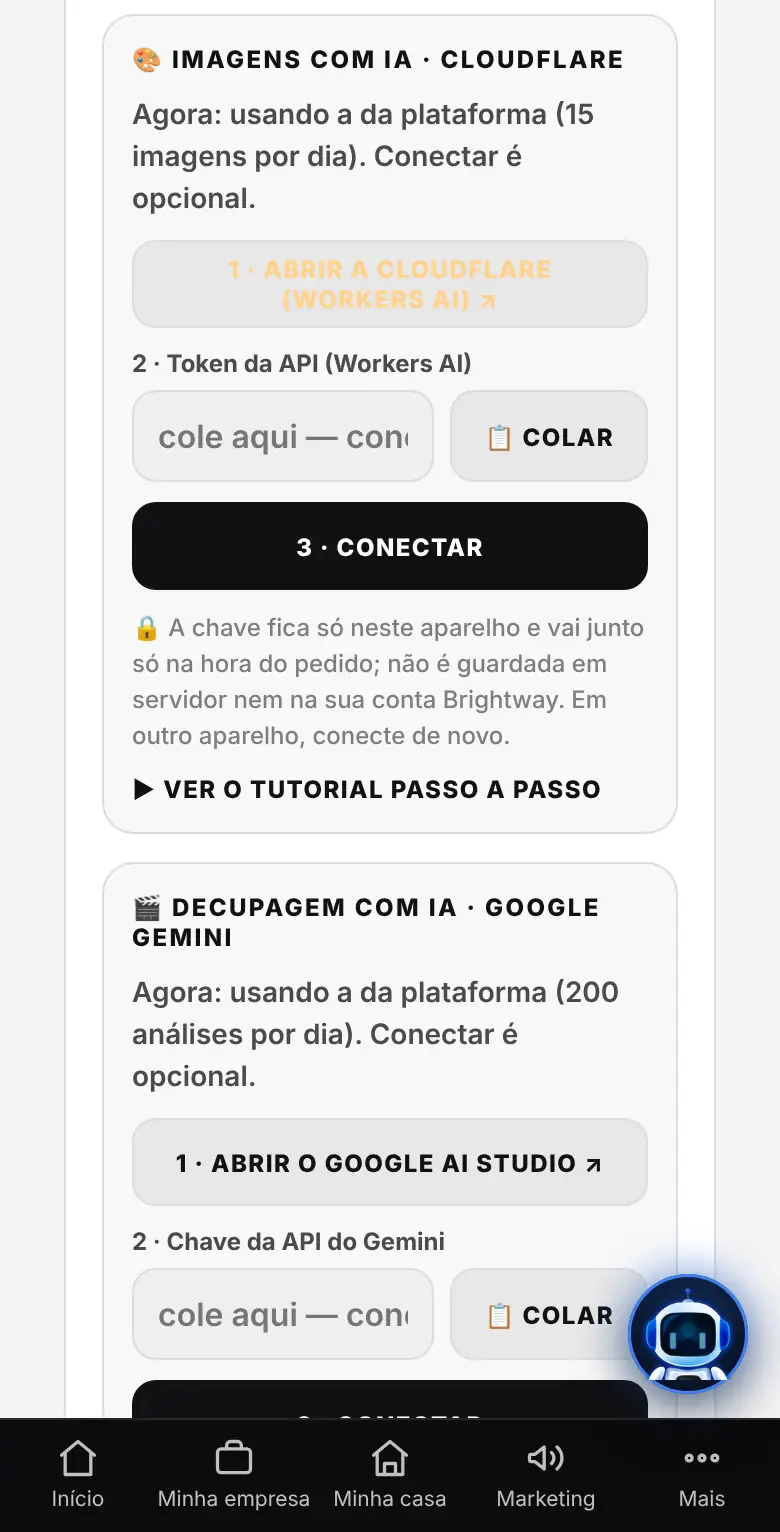 🎨 IMAGENS COM IA · CLOUDFLARE
Agora: usando a da plataforma (15
imagens por dia). Conectar é
opcional.
1 · ABRIR A CLOUDFLARE
(WORKERS AI) ↗
2 · Token da API (Workers AI)
cole aqui — con
📋 COLAR
3 · CONECTAR
🔒 A chave fica só neste aparelho e vai junto
só na hora do pedido; não é guardada em
servidor nem na sua conta Brightway. Em
outro aparelho, conecte de novo.
▶ VER O TUTORIAL PASSO A PASSO
🎬 DECUPAGEM COM IA · GOOGLE
GEMINI
Agora: usando a da plataforma (200
análises por dia). Conectar é
opcional.
1 · ABRIR O GOOGLE AI STUDIO ↗
2 · Chave da API do Gemini
cole aqui — con
📋 COLAR
3 · CONECTAR
Início
Minha empresa
Minha casa
Marketing
Mais